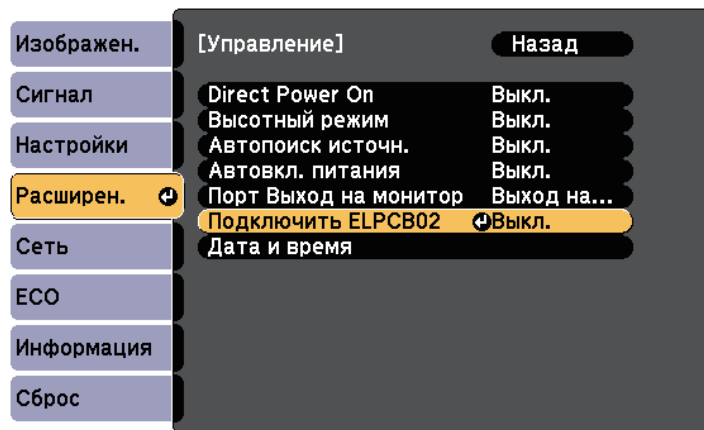 Изображен.
Сигнал
Настройки
Расширен.
Сеть
ECO
Информация
Сброс
[Управление] Назад
Direct Power On Выкл.
Высотный режим Выкл.
Автопоиск источн. Выкл.
Автовкл. питания Выкл.
Порт Выход на монитор Выход на...
Подключить ELPCB02 Выкл.
Дата и время